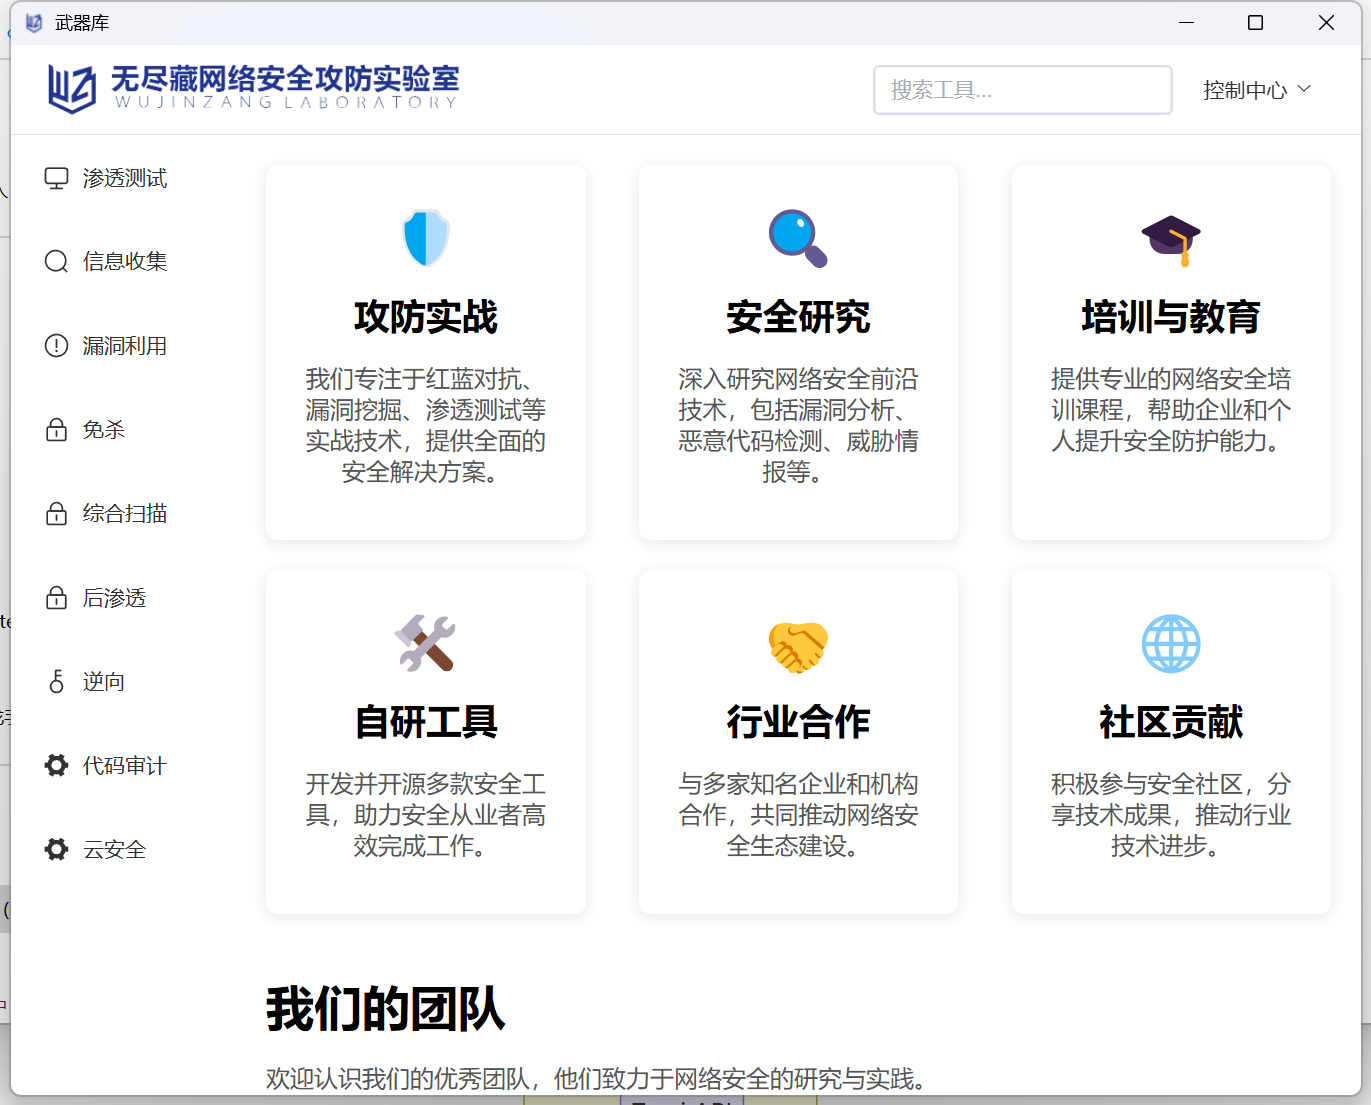 武器库
无尽藏网络安全攻防实验室
WUJINZANG LABORATORY
搜索工具...
控制中心
渗透测试
信息收集
漏洞利用
免杀
综合扫描
后渗透
逆向
代码审计
云安全
攻防实战
我们专注于红蓝对抗、
漏洞挖掘、渗透测试等
实战技术，提供全面的
安全解决方案。
安全研究
深入研究网络安全前沿
技术，包括漏洞分析、
恶意代码检测、威胁情
报等。
培训与教育
提供专业的网络安全培
训课程，帮助企业和个
人提升安全防护能力。
自研工具
开发并开源多款安全工
具，助力安全从业者高
效完成工作。
行业合作
与多家知名企业和机构
合作，共同推动网络安
全生态建设。
社区贡献
积极参与安全社区，分
享技术成果，推动行业
技术进步。
我们的团队
欢迎认识我们的优秀团队，他们致力于网络安全的研究与实践。